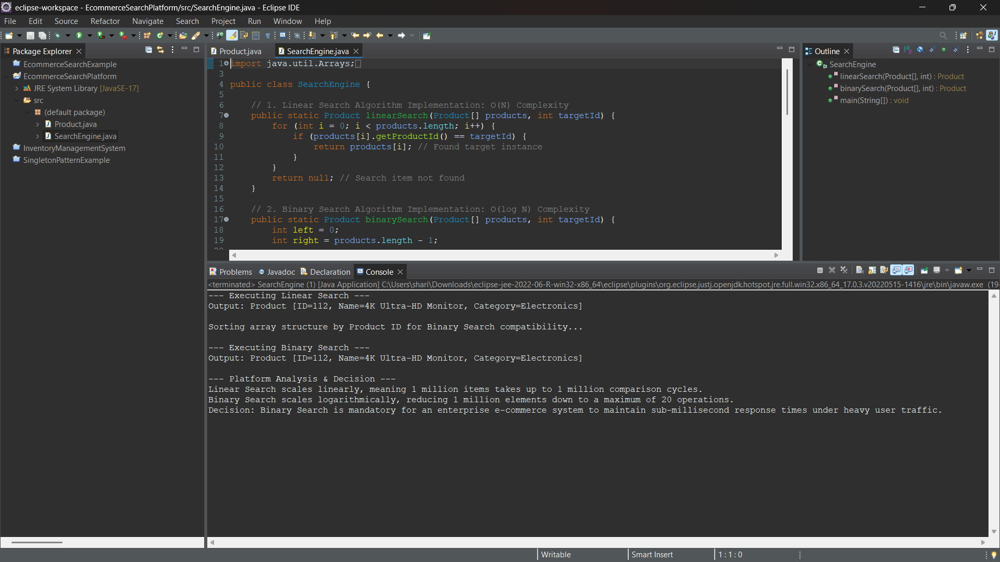 eclipse-workspace - EcommerceSearchPlatform/src/SearchEngine.java - Eclipse IDE
File Edit Source Refactor Navigate Search Project Run Window Help
Package Explorer
EcommerceSearchExample
EcommerceSearchPlatform
JRE System Library [JavaSE-17]
src
(default package)
Product.java
SearchEngine.java
InventoryManagementSystem
SingletonPatternExample
Product.java SearchEngine.java
1 import java.util.Arrays;
3
4 public class SearchEngine {
5
6 // 1. Linear Search Algorithm Implementation: O(N) Complexity
7 public static Product linearSearch(Product[] products, int targetId) {
8 for (int i = 0; i < products.length; i++) {
9 if (products[i].getProductId() == targetId) {
10 return products[i]; // Found target instance
11 }
12 }
13 return null; // Search item not found
14 }
15
16 // 2. Binary Search Algorithm Implementation: O(log N) Complexity
17 public static Product binarySearch(Product[] products, int targetId) {
18 int left = 0;
19 int right = products.length - 1;
Outline
SearchEngine
linearSearch(Product[], int) : Product
binarySearch(Product[], int) : Product
main(String[]) : void
Problems Javadoc Declaration Console
<terminated> SearchEngine (1) [Java Application] C:\Users\shari\Downloads\eclipse-jee-2022-06-R-win32-x86_64\eclipse\plugins\org.eclipse.justj.openjdk.hotspot.jre.full.win32.x86_64_17.0.3.v20220515-1416\jre\bin\javaw.exe (19
--- Executing Linear Search ---
Output: Product [ID=112, Name=4K Ultra-HD Monitor, Category=Electronics]
Sorting array structure by Product ID for Binary Search compatibility...
--- Executing Binary Search ---
Output: Product [ID=112, Name=4K Ultra-HD Monitor, Category=Electronics]
--- Platform Analysis & Decision ---
Linear Search scales linearly, meaning 1 million items takes up to 1 million comparison cycles.
Binary Search scales logarithmically, reducing 1 million elements down to a maximum of 20 operations.
Decision: Binary Search is mandatory for an enterprise e-commerce system to maintain sub-millisecond response times under heavy user traffic.
Writable Smart Insert 1 : 1 : 0